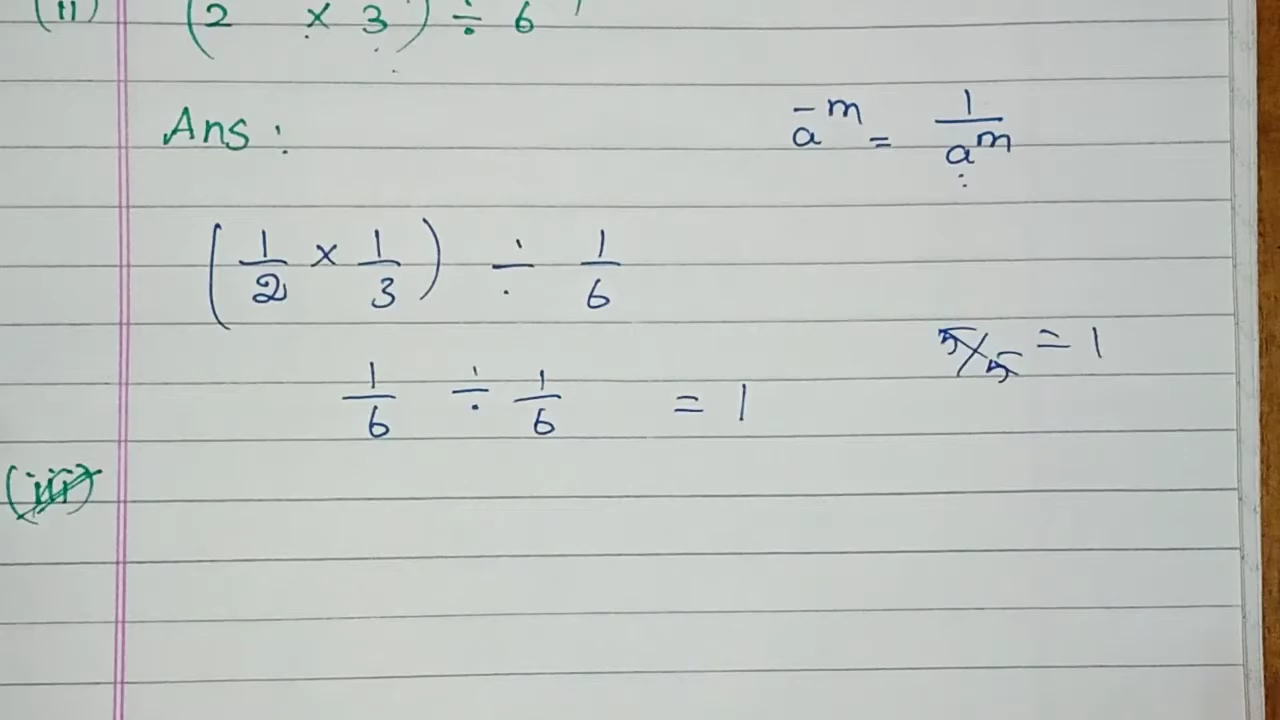 (ii) (2 × 3 ) ÷ 6
Ans :
a⁻ᵐ = 1/aᵐ
(1/2 × 1/3) ÷ 1/6
5/5 = 1
1/6 ÷ 1/6 = 1
(iii)